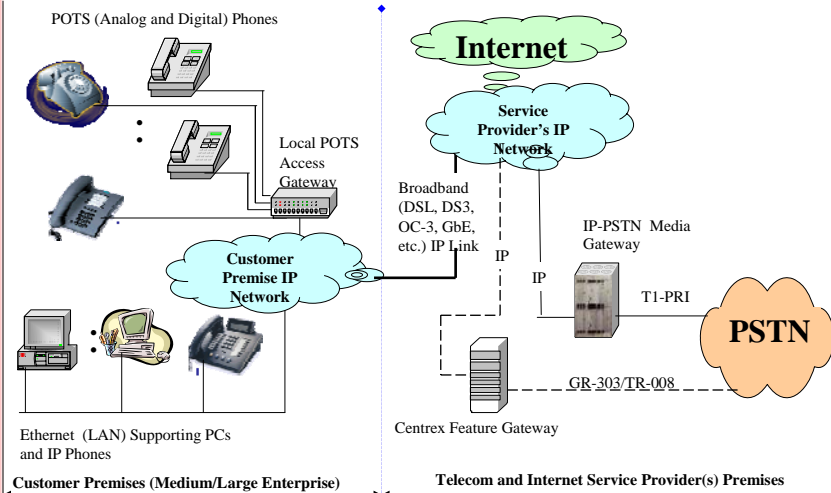 POTS (Analog and Digital) Phones
Internet
Service
Provider's IP
Network
Local POTS
Access
Gateway
Broadband
(DSL, DS3,
OC-3, GbE,
etc.) IP Link
IP-PSTN Media
Gateway
Customer
Premise IP
Network
IP
IP
T1-PRI
PSTN
GR-303/TR-008
Centrex Feature Gateway
Ethernet (LAN) Supporting PCs
and IP Phones
Customer Premises (Medium/Large Enterprise)
Telecom and Internet Service Provider(s) Premises